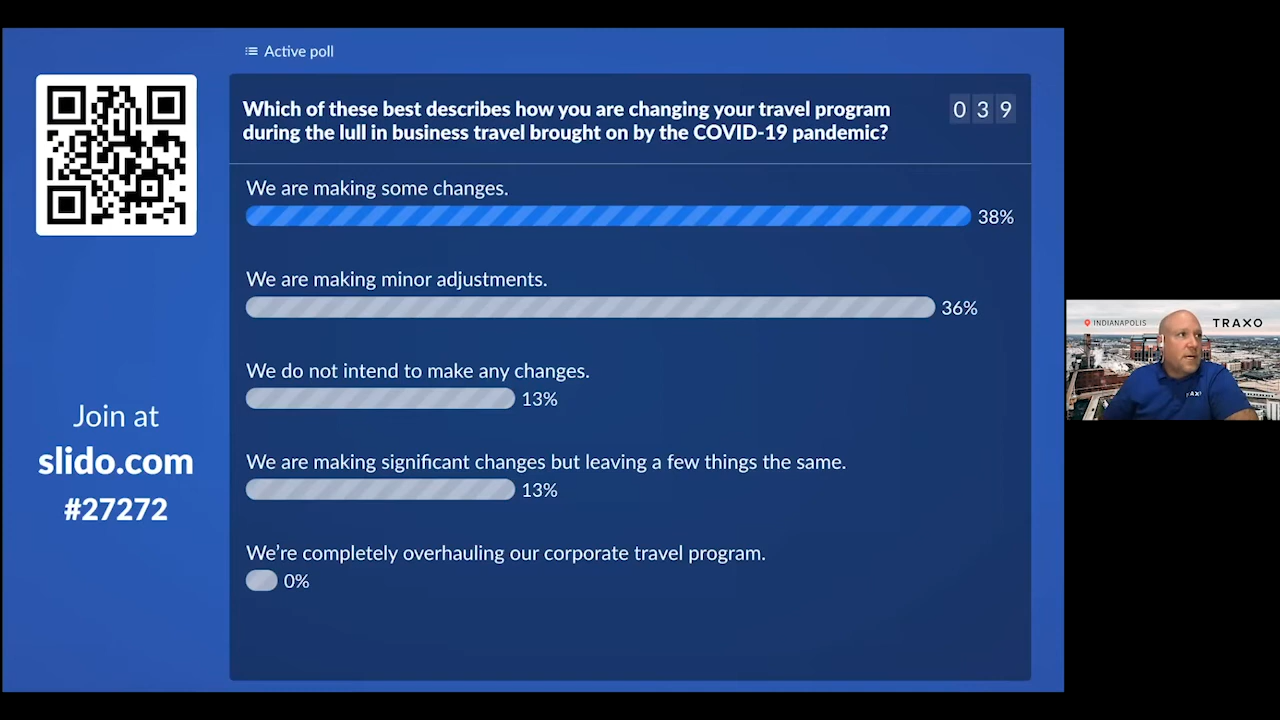 Active poll
Which of these best describes how you are changing your travel program
during the lull in business travel brought on by the COVID-19 pandemic?
0 3 9
We are making some changes.
38%
We are making minor adjustments.
36%
We do not intend to make any changes.
13%
We are making significant changes but leaving a few things the same.
13%
We’re completely overhauling our corporate travel program.
0%
Join at
slido.com
#27272
INDIANAPOLIS
TRAXO